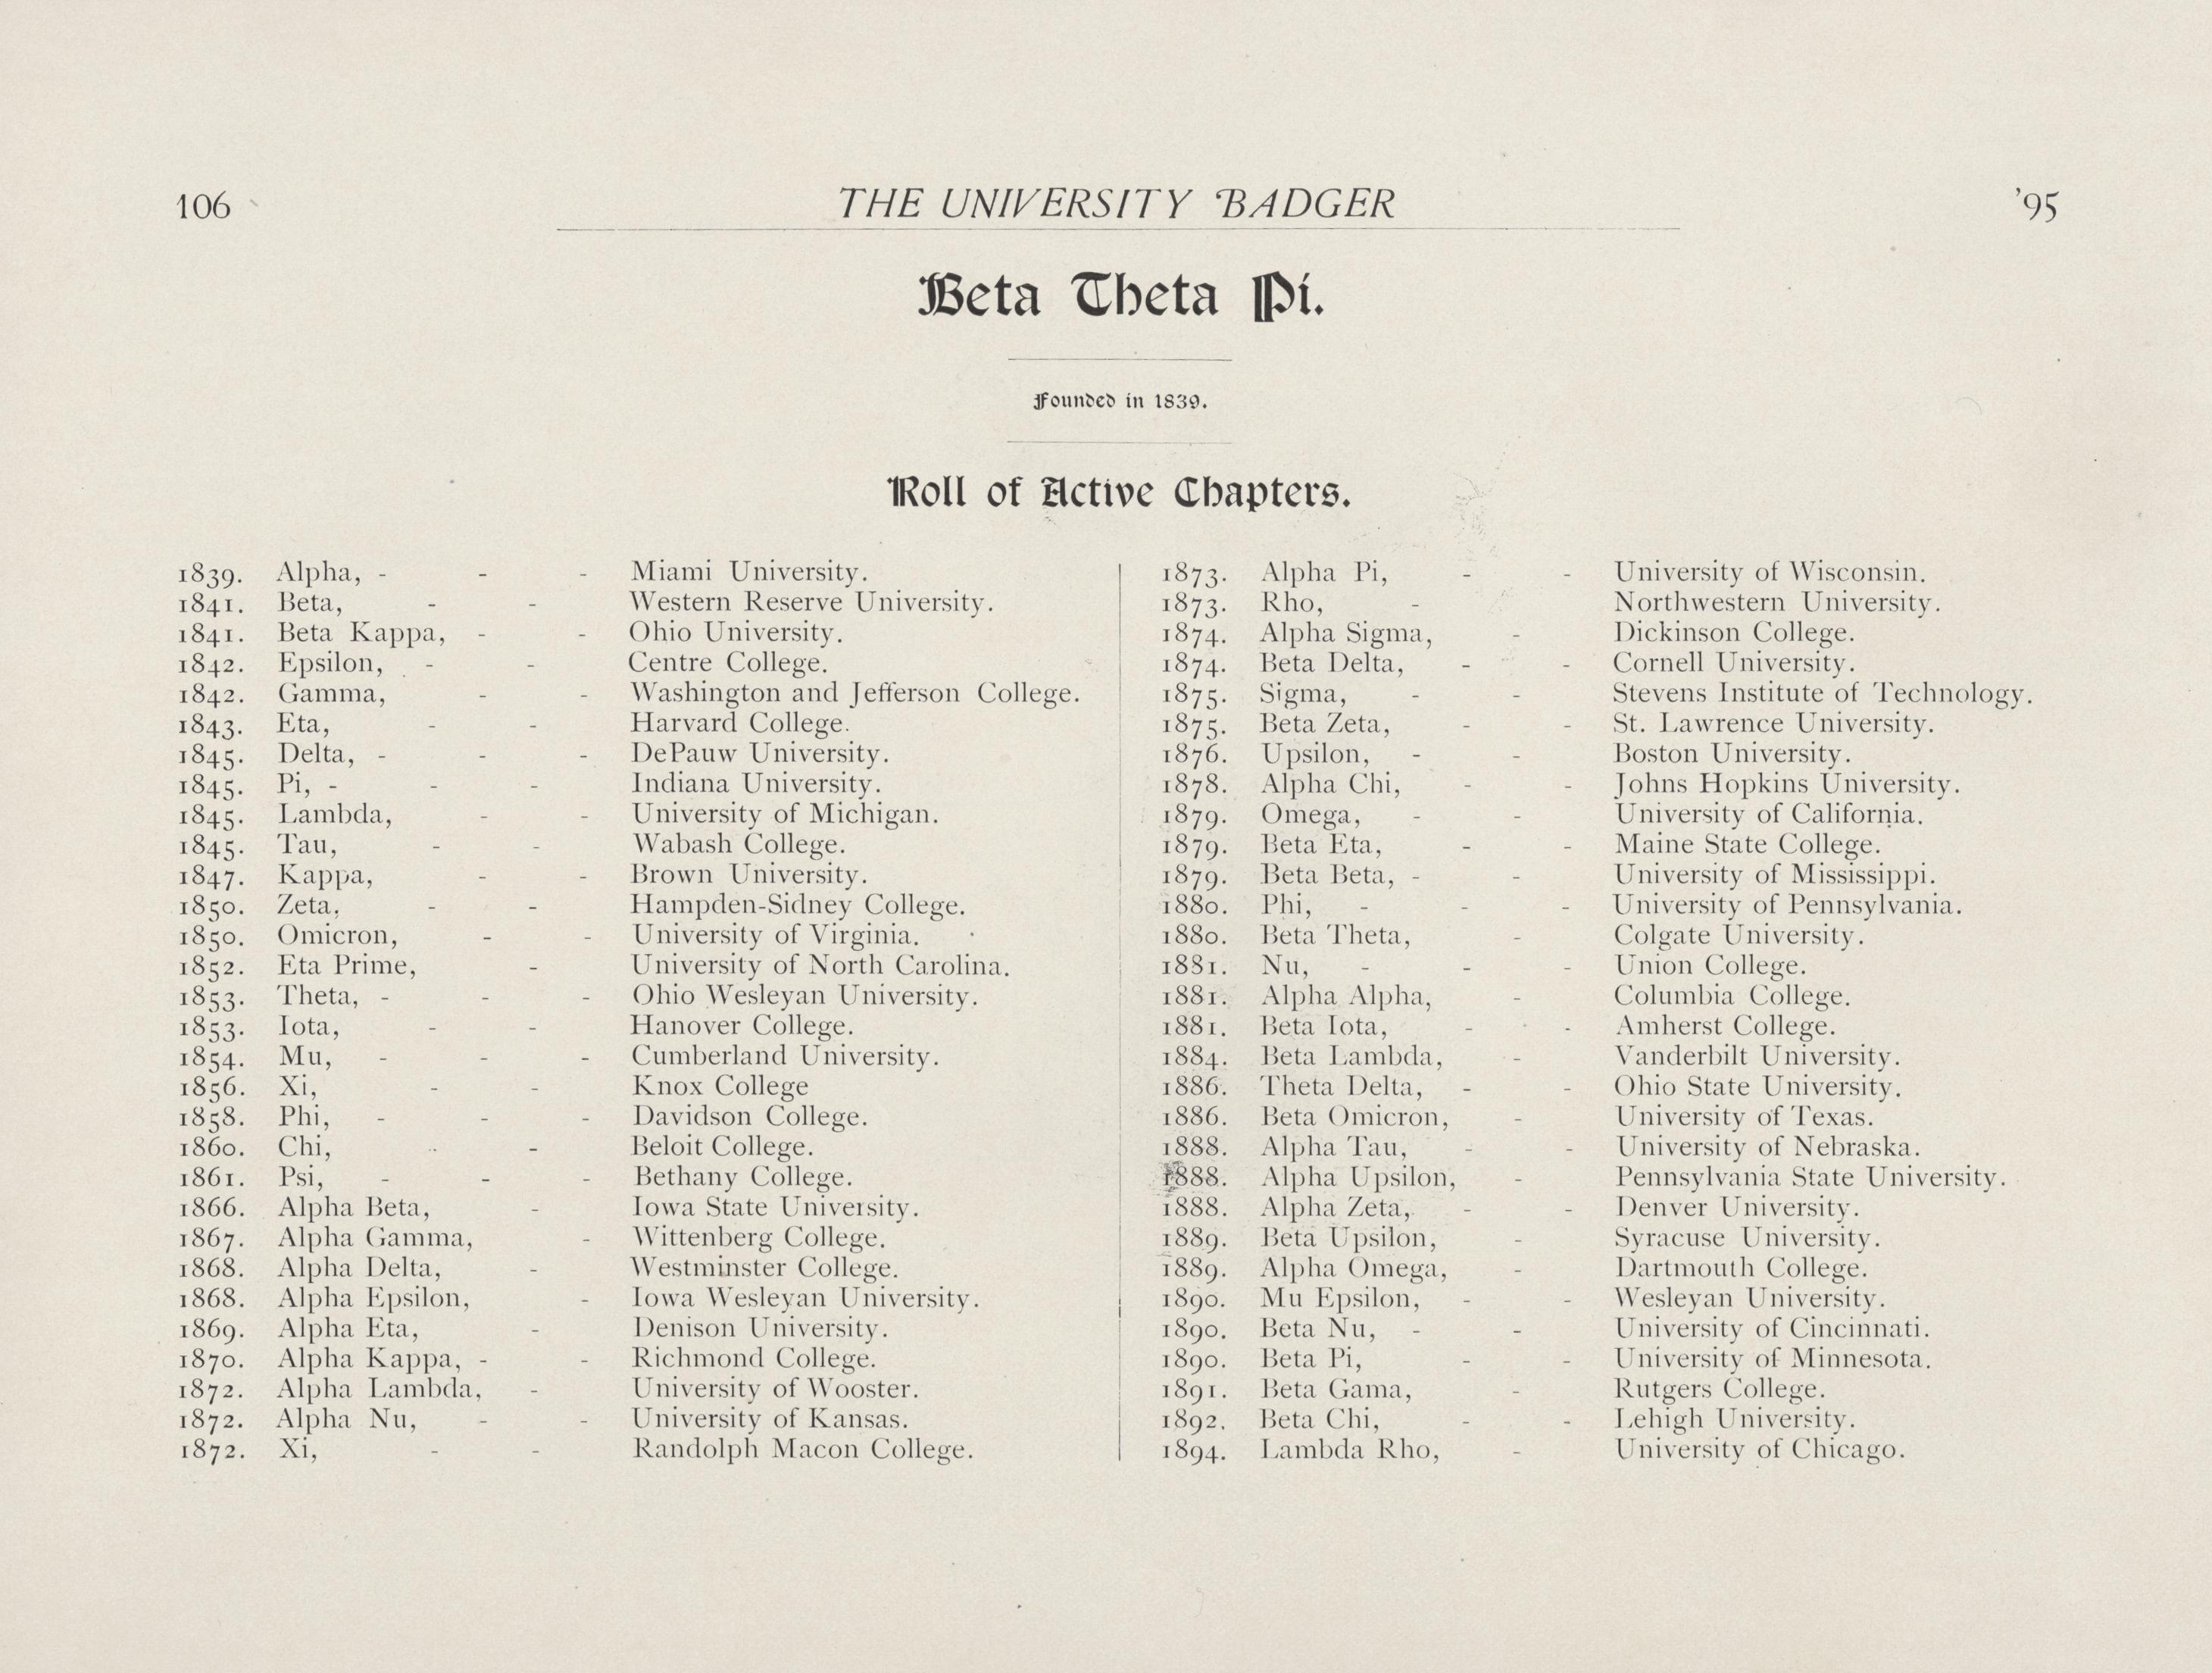 106
THE UNIVERSITY BADGER
'95
Beta Theta Pi.
Founded in 1839.
Roll of Active Chapters.
1839. Alpha, - - - Miami University.
1841. Beta, - - Western Reserve University.
1841. Beta Kappa, - - Ohio University.
1842. Epsilon, - - Centre College.
1842. Gamma, - - Washington and Jefferson College.
1843. Eta, - - Harvard College.
1845. Delta, - - - DePauw University.
1845. Pi, - - - Indiana University.
1845. Lambda, - - University of Michigan.
1845. Tau, - - Wabash College.
1847. Kappa, - - Brown University.
1850. Zeta, - - Hampden-Sidney College.
1850. Omicron, - - University of Virginia.
1852. Eta Prime, - University of North Carolina.
1853. Theta, - - - Ohio Wesleyan University.
1853. Iota, - - Hanover College.
1854. Mu, - - - Cumberland University.
1856. Xi, - - Knox College
1858. Phi, - - - Davidson College.
1860. Chi, - - Beloit College.
1861. Psi, - - - Bethany College.
1866. Alpha Beta, - Iowa State University.
1867. Alpha Gamma, - Wittenberg College.
1868. Alpha Delta, - Westminster College.
1868. Alpha Epsilon, - Iowa Wesleyan University.
1869. Alpha Eta, - Denison University.
1870. Alpha Kappa, - - Richmond College.
1872. Alpha Lambda, - University of Wooster.
1872. Alpha Nu, - - University of Kansas.
1872. Xi, - - Randolph Macon College.
1873. Alpha Pi, - - University of Wisconsin.
1873. Rho, - Northwestern University.
1874. Alpha Sigma, - Dickinson College.
1874. Beta Delta, - - Cornell University.
1875. Sigma, - - Stevens Institute of Technology.
1875. Beta Zeta, - - St. Lawrence University.
1876. Upsilon, - - Boston University.
1878. Alpha Chi, - - Johns Hopkins University.
1879. Omega, - - University of California.
1879. Beta Eta, - - Maine State College.
1879. Beta Beta, - - University of Mississippi.
1880. Phi, - - - University of Pennsylvania.
1880. Beta Theta, - Colgate University.
1881. Nu, - - - Union College.
1881. Alpha Alpha, - Columbia College.
1881. Beta Iota, - - Amherst College.
1884. Beta Lambda, - Vanderbilt University.
1886. Theta Delta, - - Ohio State University.
1886. Beta Omicron, - University of Texas.
1888. Alpha Tau, - - University of Nebraska.
1888. Alpha Upsilon, - Pennsylvania State University.
1888. Alpha Zeta, - - Denver University.
1889. Beta Upsilon, - Syracuse University.
1889. Alpha Omega, - Dartmouth College.
1890. Mu Epsilon, - - Wesleyan University.
1890. Beta Nu, - - University of Cincinnati.
1890. Beta Pi, - - University of Minnesota.
1891. Beta Gama, - Rutgers College.
1892. Beta Chi, - - Lehigh University.
1894. Lambda Rho, - University of Chicago.